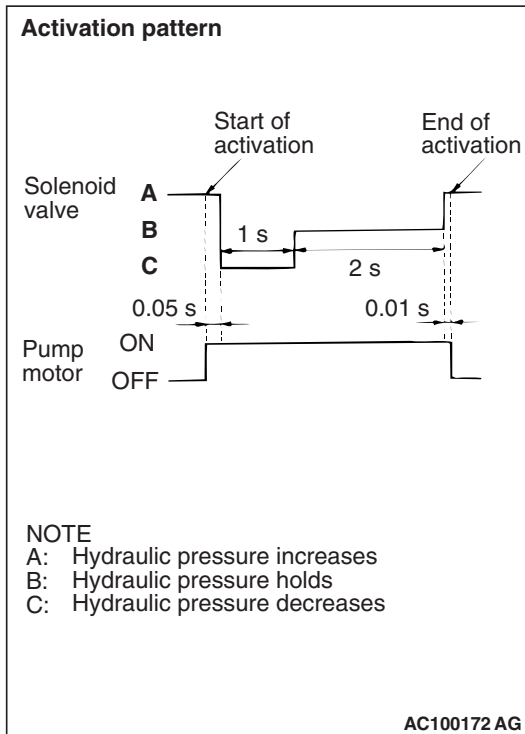 Activation pattern
Start of
activation
End of
activation
Solenoid
valve
A
B
C
1 s
2 s
0.05 s
0.01 s
Pump
motor
ON
OFF
NOTE
A: Hydraulic pressure increases
B: Hydraulic pressure holds
C: Hydraulic pressure decreases
AC100172 AG